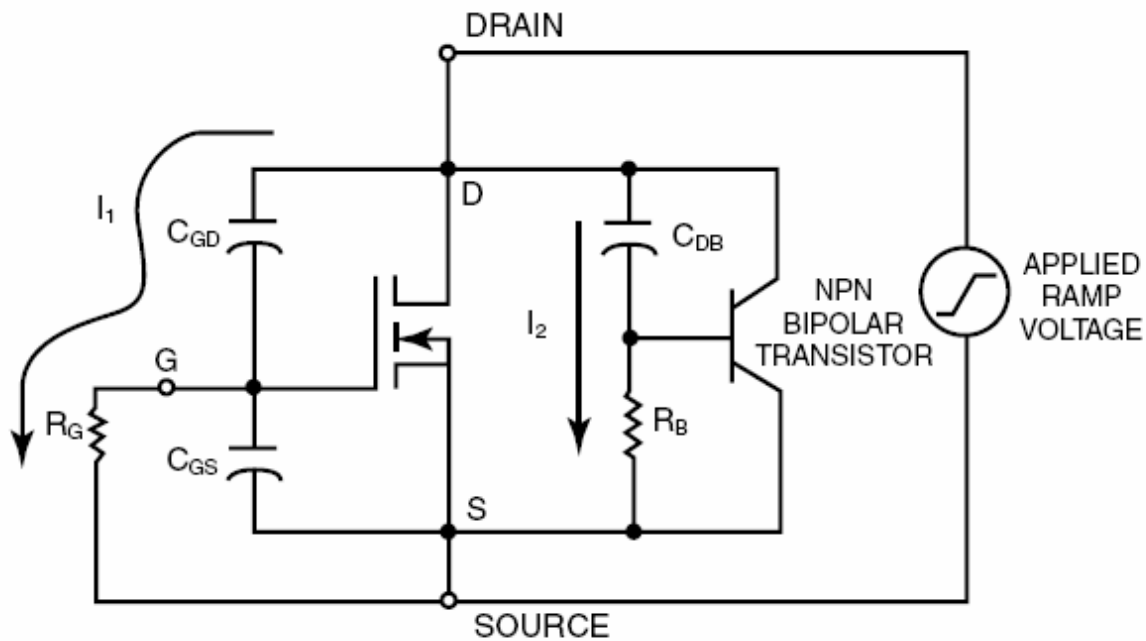 DRAIN
D
I1
CGD
CDB
I2
NPN
BIPOLAR
TRANSISTOR
APPLIED
RAMP
VOLTAGE
G
RG
CGS
RB
S
SOURCE